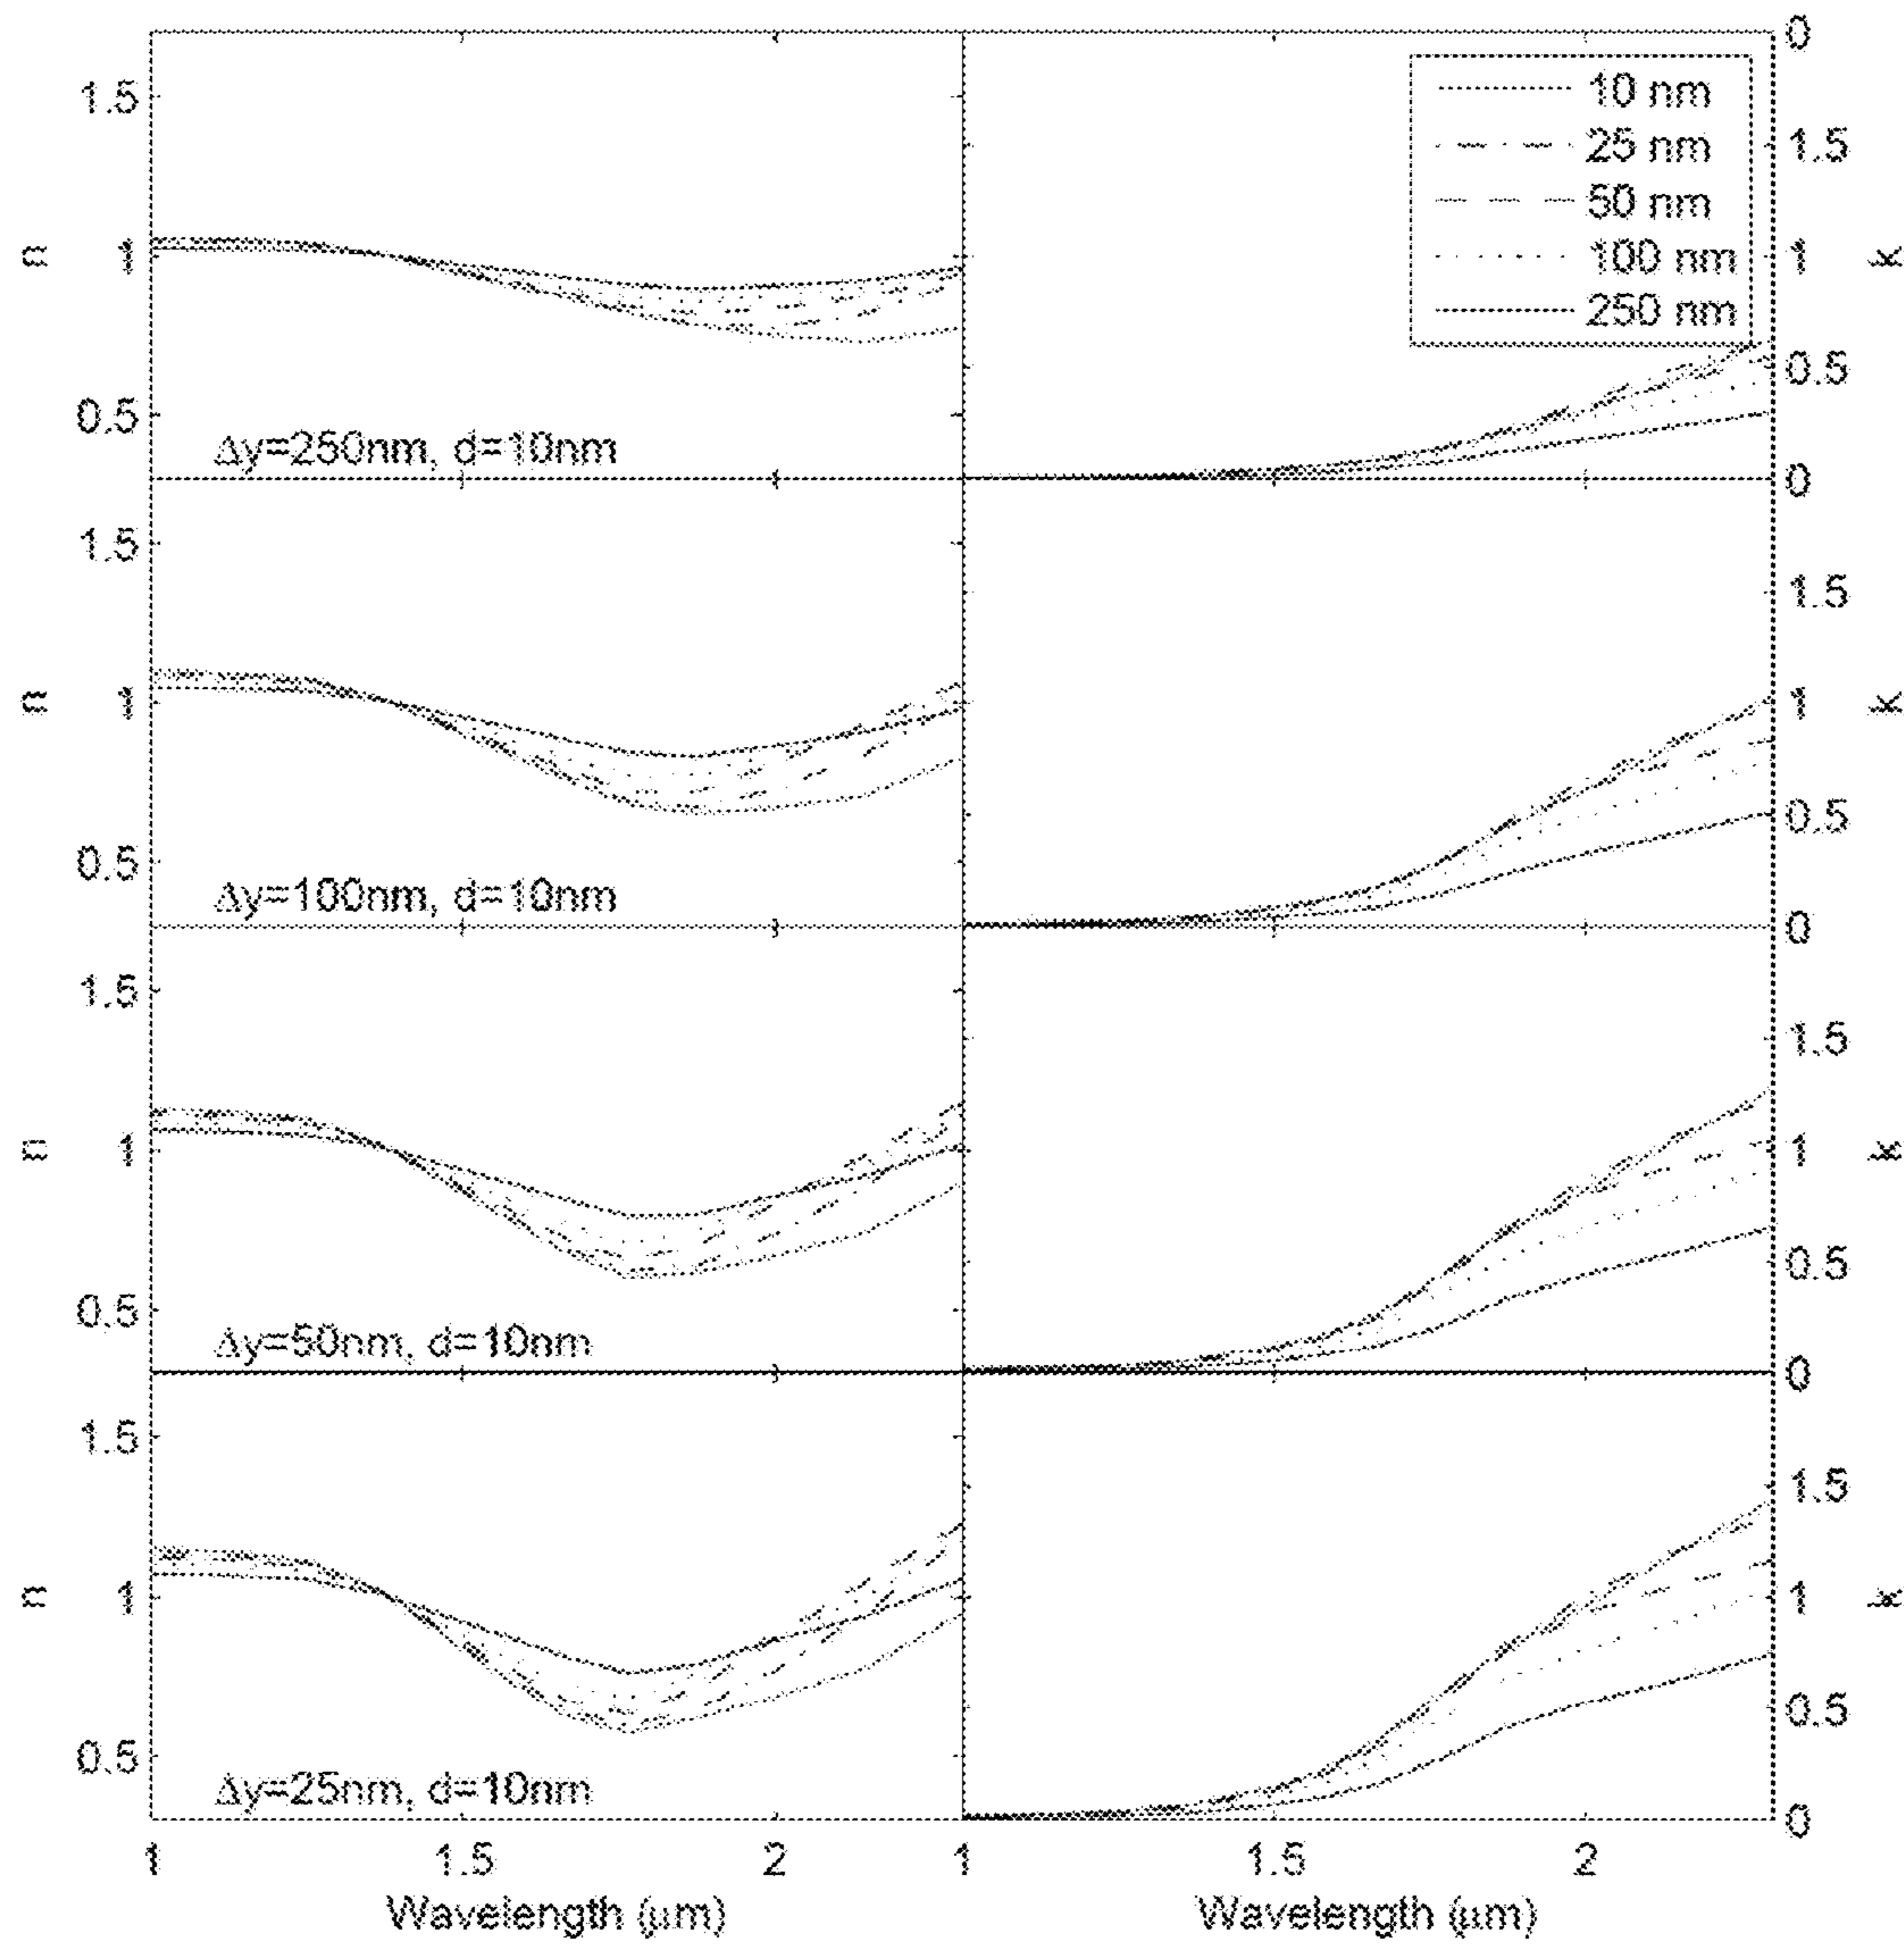 0
1.5
10 nm
25 nm
1.5
50 nm
n
1
100 nm
1
k
250 nm
0.5
0.5
Δy=250nm, d=10nm
0
1.5
1.5
n
1
1
k
0.5
0.5
Δy=100nm, d=10nm
0
1.5
1.5
n
1
1
k
0.5
0.5
Δy=50nm, d=10nm
0
1.5
1.5
n
1
1
k
0.5
0.5
Δy=25nm, d=10nm
0
1
1.5
2
1
1.5
2
Wavelength (μm)
Wavelength (μm)